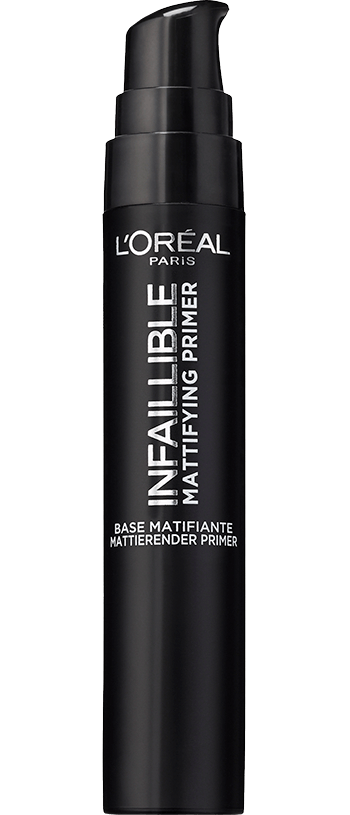 L'ORÉAL
PARIS
INFAILLIBLE
MATTIFYING PRIMER
BASE MATIFIANTE
MATTIERENDER PRIMER